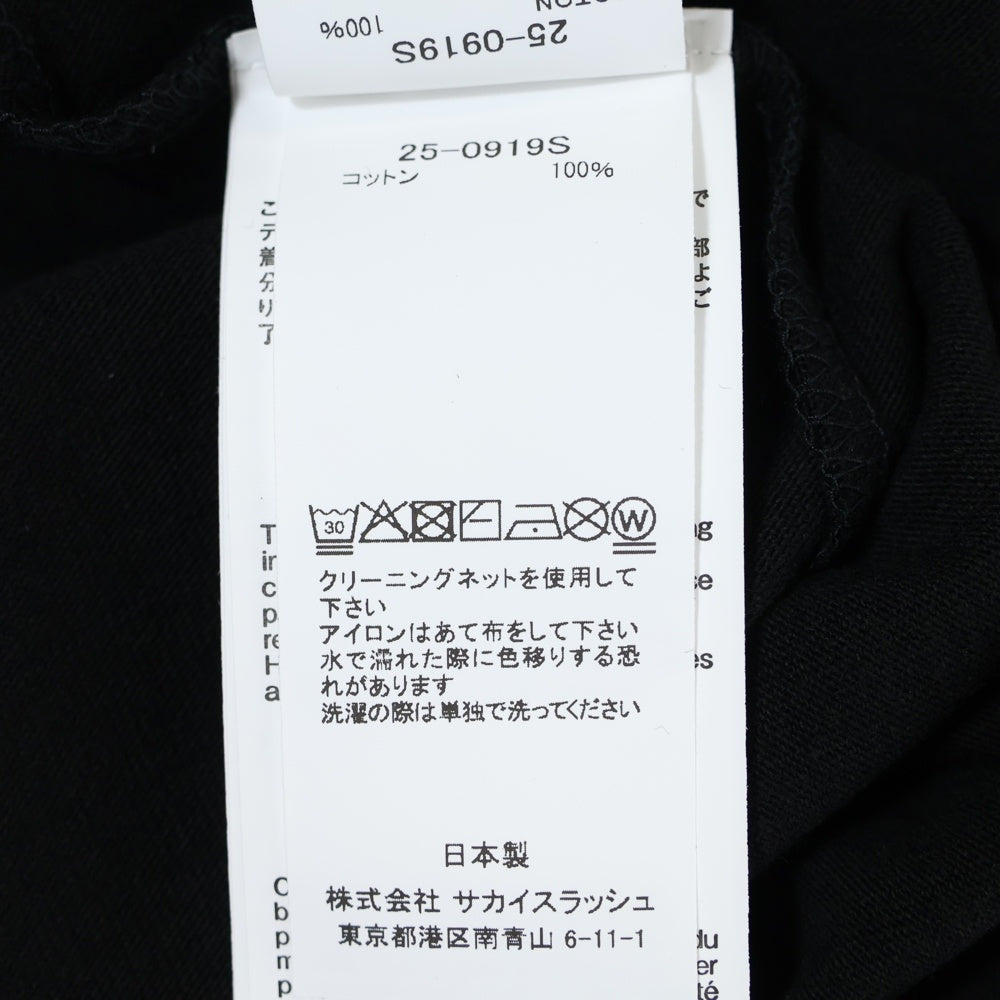 COTTON 100%
25-0919S
25-0919S
コットン 100%
30
W
クリーニングネットを使用して
下さい
アイロンはあて布をして下さい
水で濡れた際に色移りする恐
れがあります
洗濯の際は単独で洗ってください
日本製
株式会社 サカイスラッシュ
東京都港区南青山 6-11-1